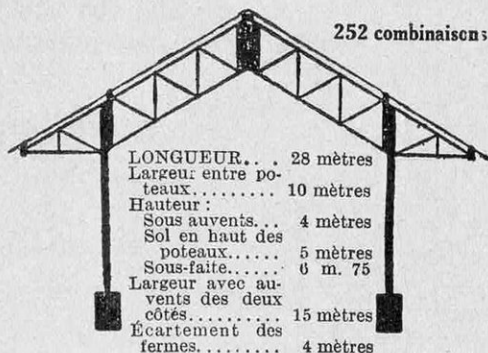 252 combinaisons
LONGUEUR... 28 mètres
Largeur entre po-
teaux......... 10 mètres
Hauteur :
Sous auvents... 4 mètres
Sol en haut des
poteaux...... 5 mètres
Sous-faîte...... 6 m. 75
Largeur avec au-
vents des deux
côtés.......... 15 mètres
Écartement des
fermes......... 4 mètres